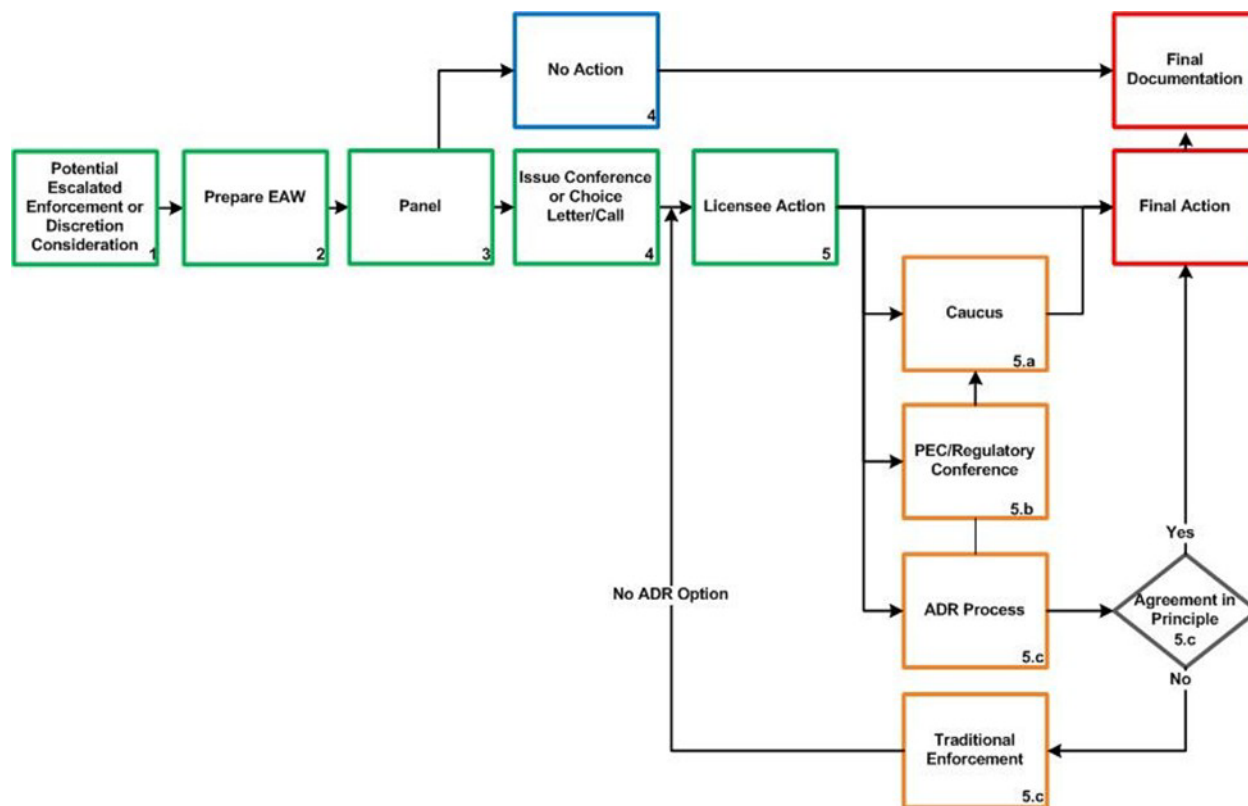 No Action
4
Final
Documentation
Potential
Escalated
Enforcement or
Discretion
Consideration
1
Prepare EAW
2
Panel
3
Issue Conference
or Choice
Letter/Call
4
Licensee Action
5
Final Action
Caucus
5.a
PEC/Regulatory
Conference
5.b
ADR Process
5.c
Yes
Agreement in
Principle
5.c
No
No ADR Option
Traditional
Enforcement
5.c